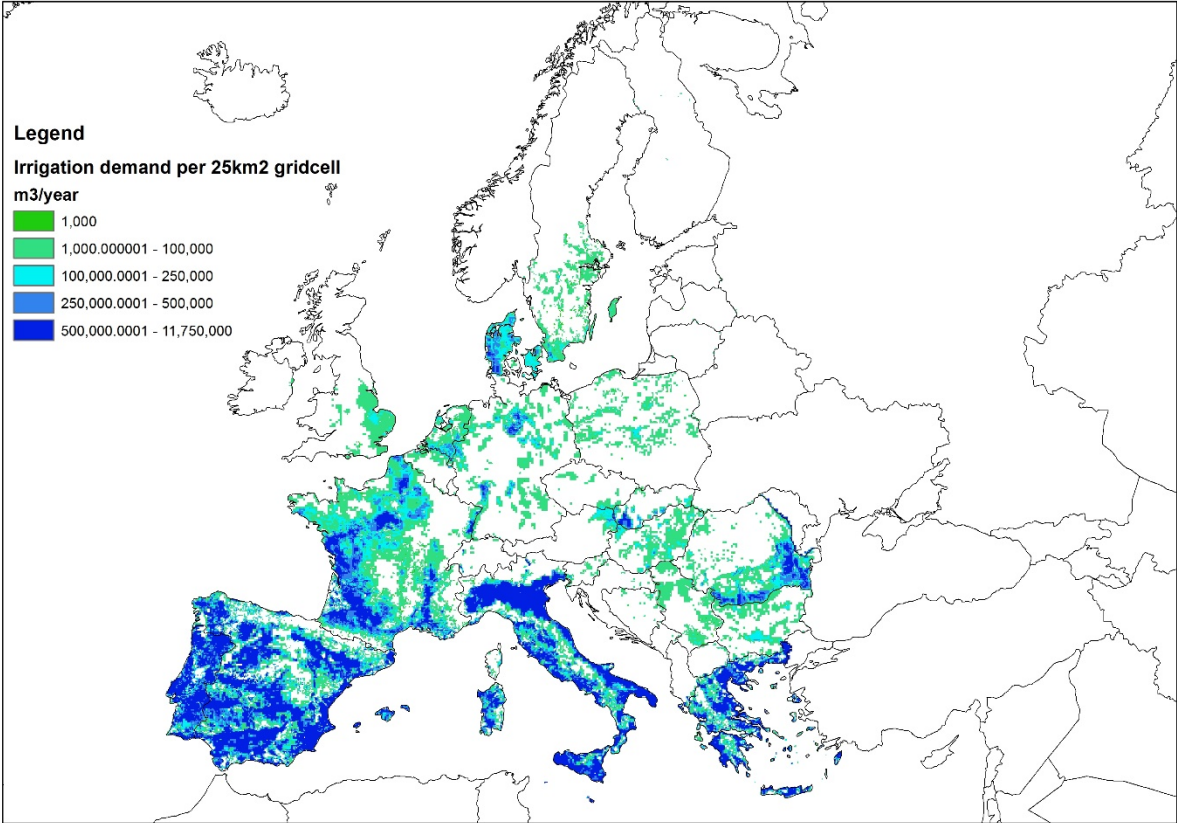 Legend
Irrigation demand per 25km2 gridcell
m3/year
1,000
1,000.000001 - 100,000
100,000.0001 - 250,000
250,000.0001 - 500,000
500,000.0001 - 11,750,000